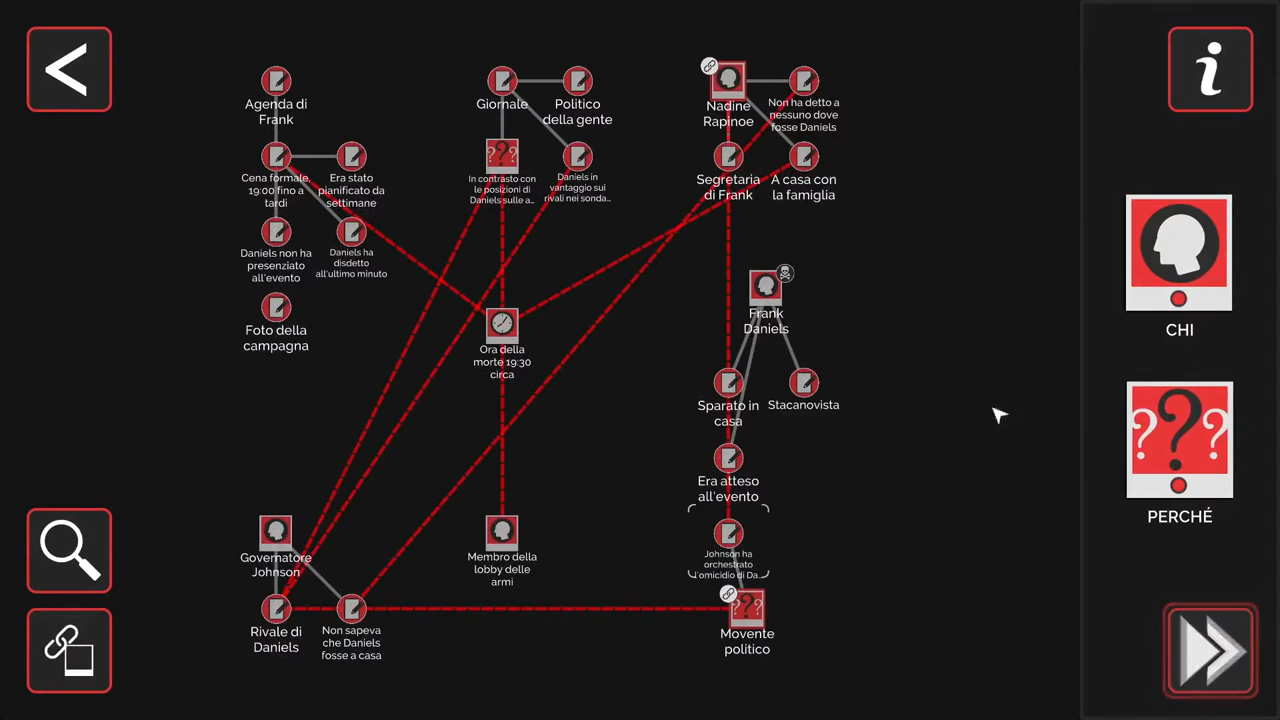 Agenda di
Frank
Cena formale,
19:00 fino a
tardi
Era stato
pianificato da
settimane
Daniels non ha
presenziato
all'evento
Daniels ha
disdetto
all'ultimo minuto
Foto della
campagna
Giornale
Politico
della gente
In contrasto con
le posizioni di
Daniels sulle a...
Daniels in
vantaggio sui
rivali nei sonda...
Nadine
Rapinoe
Non ha detto a
nessuno dove
fosse Daniels
Segretaria
di Frank
A casa con
la famiglia
Ora della
morte 19:30
circa
Frank
Daniels
Sparato in
casa
Stacanovista
Era atteso
all'evento
Johnson ha
orchestrato
l'omicidio di Da...
Movente
politico
Governatore
Johnson
Rivale di
Daniels
Non sapeva
che Daniels
fosse a casa
Membro della
lobby delle
armi
CHI
PERCHÉ